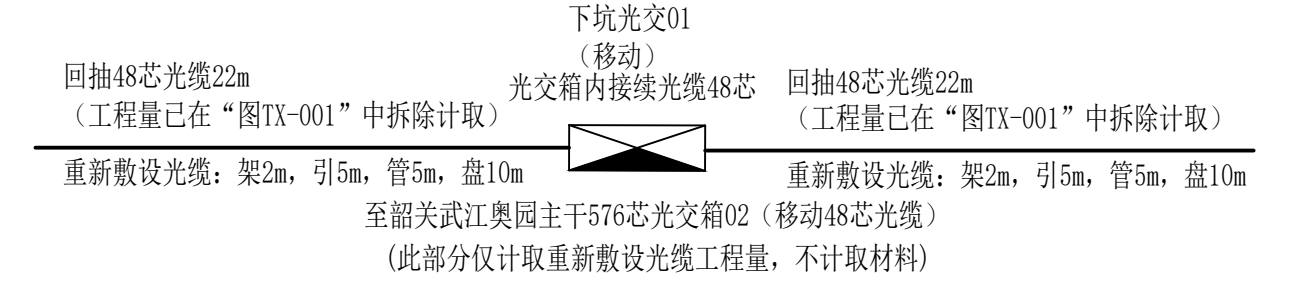 下坑光交01
（移动）
光交箱内接续光缆48芯
回抽48芯光缆22m
（工程量已在“图TX-001”中拆除计取）
重新敷设光缆：架2m，引5m，管5m，盘10m
回抽48芯光缆22m
（工程量已在“图TX-001”中拆除计取）
重新敷设光缆：架2m，引5m，管5m，盘10m
至韶关武江奥园主干576芯光交箱02（移动48芯光缆）
(此部分仅计取重新敷设光缆工程量，不计取材料)